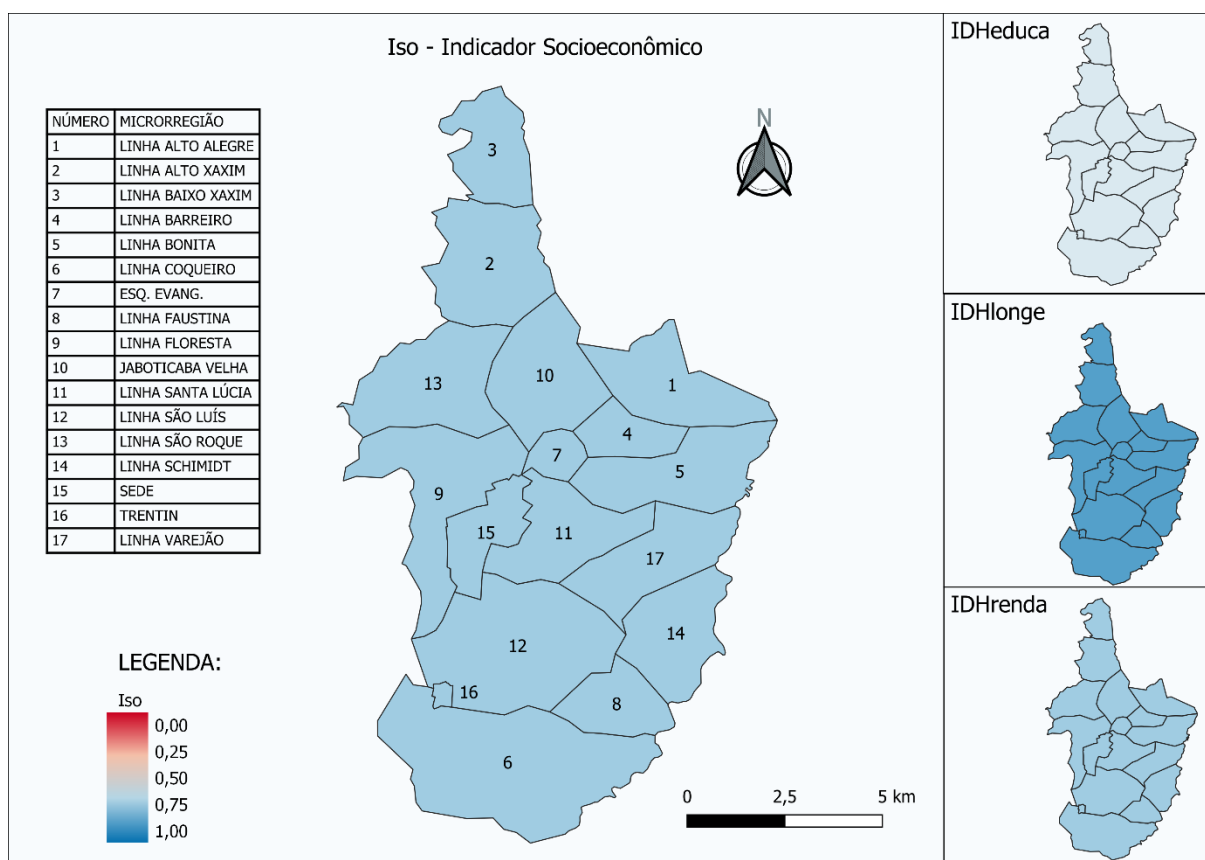 Iso - Indicador Socioeconômico
NÚMERO MICRORREGIÃO
1 LINHA ALTO ALEGRE
2 LINHA ALTO XAXIM
3 LINHA BAIXO XAXIM
4 LINHA BARREIRO
5 LINHA BONITA
6 LINHA COQUEIRO
7 ESQ. EVANG.
8 LINHA FAUSTINA
9 LINHA FLORESTA
10 JABOTICABA VELHA
11 LINHA SANTA LÚCIA
12 LINHA SÃO LUÍS
13 LINHA SÃO ROQUE
14 LINHA SCHIMIDT
15 SEDE
16 TRENTIN
17 LINHA VAREJÃO
N
3
2
13
10
1
4
7
5
9
15
11
17
12
14
16
8
6
LEGENDA:
Iso
0,00
0,25
0,50
0,75
1,00
0 2,5 5 km
IDHeduca
IDHlonge
IDHrenda